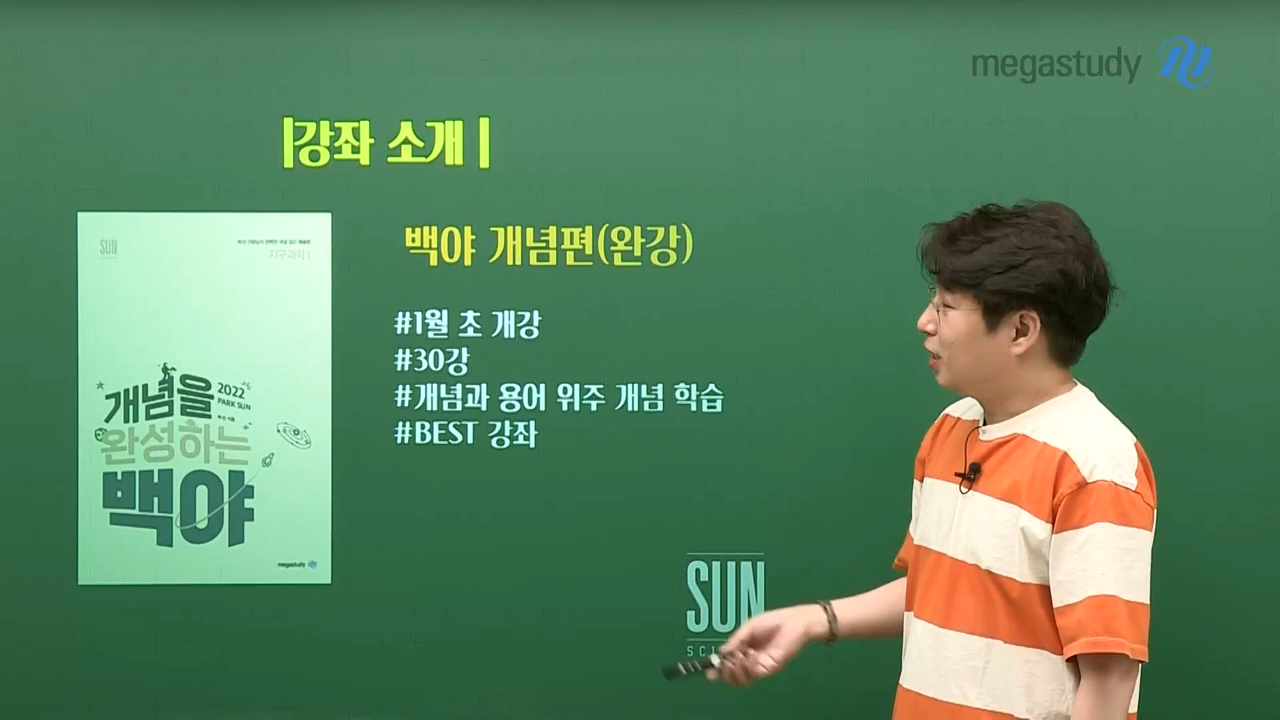 megastudy
|강좌 소개 |
백야 개념편(완강)
#1월 초 개강
#30강
#개념과 용어 위주 개념 학습
#BEST 강좌
SUN
지구과학 I
개념을
2022
PARK SUN
완성하는
백야
megastudy
SUN